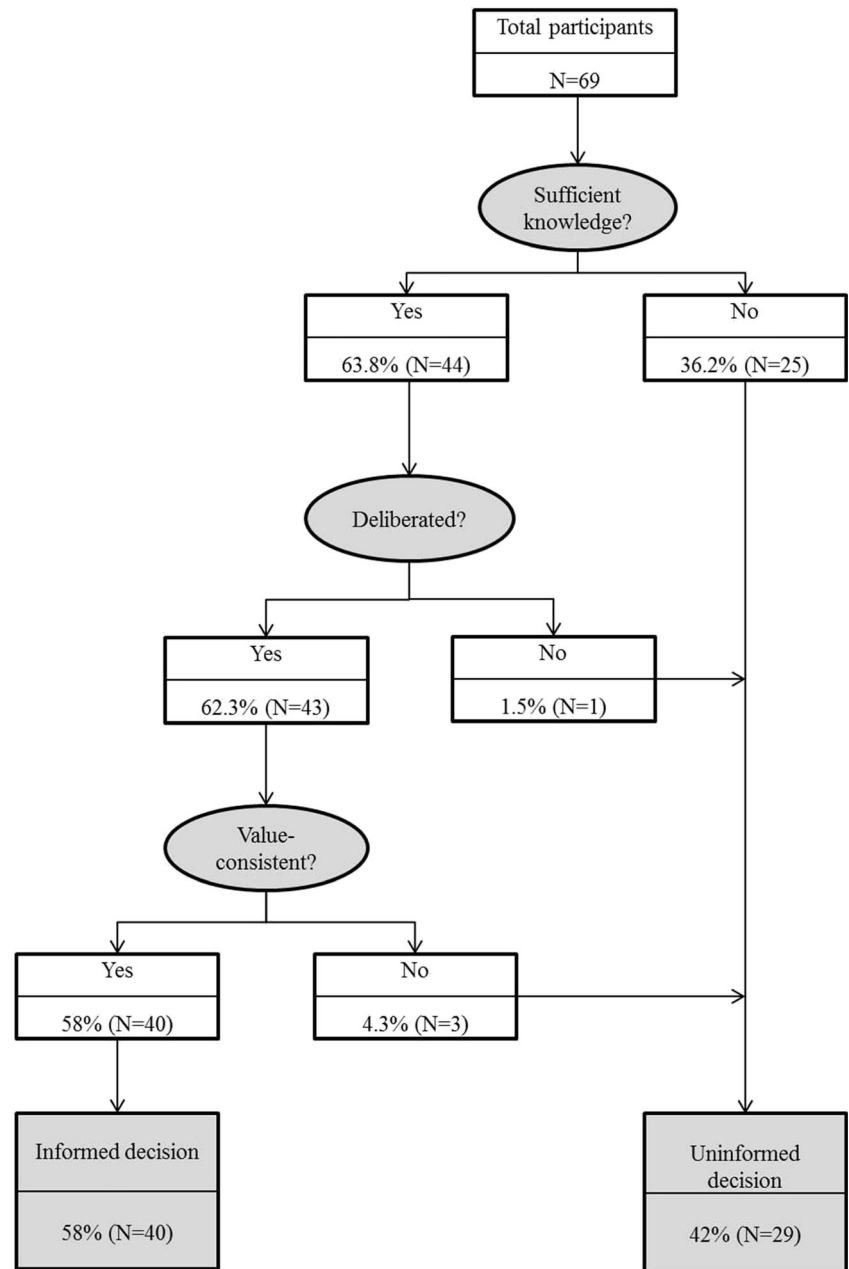 Total participants
N=69
Sufficient
knowledge?
Yes
63.8% (N=44)
No
36.2% (N=25)
Deliberated?
Yes
62.3% (N=43)
No
1.5% (N=1)
Value-
consistent?
Yes
58% (N=40)
No
4.3% (N=3)
Informed decision
58% (N=40)
Uninformed
decision
42% (N=29)